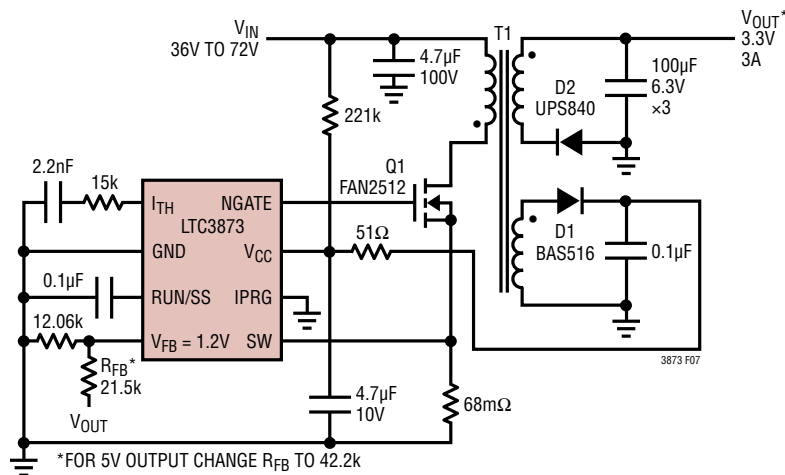 V_IN
36V TO 72V
4.7µF
100V
221k
T1
V_OUT*
3.3V
3A
D2
UPS840
100µF
6.3V
×3
2.2nF
15k
I_TH
NGATE
LTC3873
GND
V_CC
0.1µF
RUN/SS
IPRG
12.06k
V_FB = 1.2V
SW
R_FB*
21.5k
V_OUT
Q1
FAN2512
51Ω
D1
BAS516
0.1µF
4.7µF
10V
68mΩ
3873 F07
*FOR 5V OUTPUT CHANGE R_FB TO 42.2k